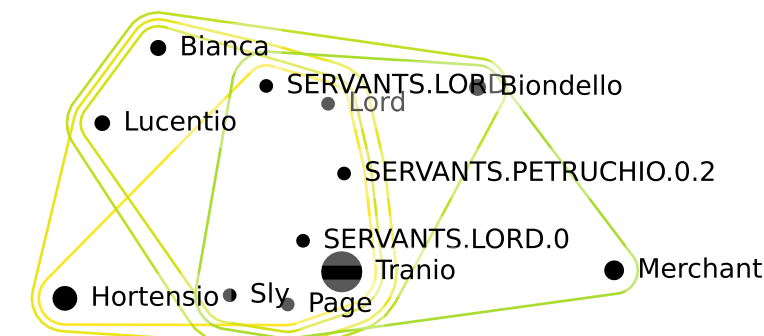 Bianca
SERVANTS.LORD
Biondello
Lord
Lucentio
SERVANTS.PETRUCHIO.0.2
SERVANTS.LORD.0
Tranio
Merchant
Hortensio
Sly
Page